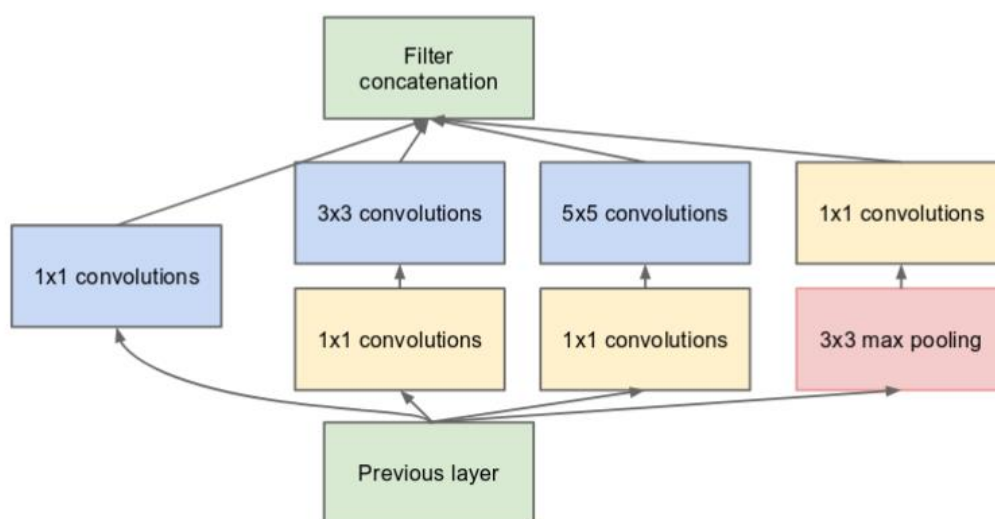 Filter
concatenation
3x3 convolutions
5x5 convolutions
1x1 convolutions
1x1 convolutions
1x1 convolutions
1x1 convolutions
3x3 max pooling
Previous layer